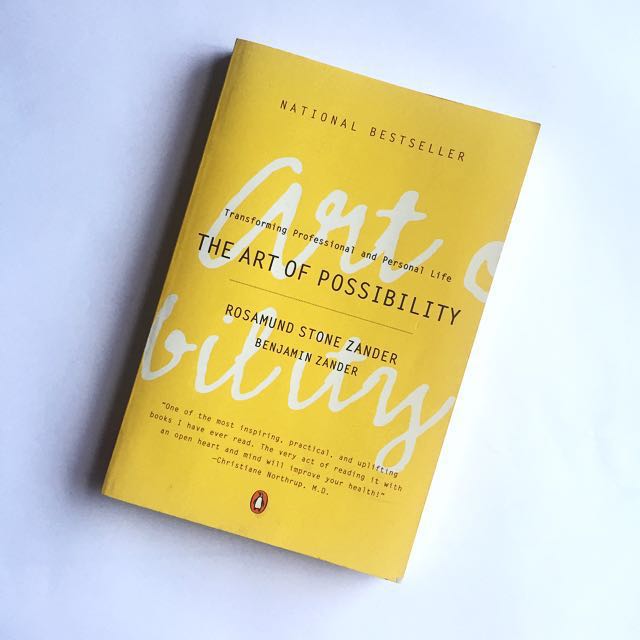 NATIONAL BESTSELLER
Art o
Transforming Professional and Personal Life
THE ART OF POSSIBILITY
ROSAMUND STONE ZANDER
BENJAMIN ZANDER
bility
"One of the most inspiring, practical, and uplifting
books I have ever read. The very act of reading it with
an open heart and mind will improve your health!"
—Christiane Northrup, M.D.